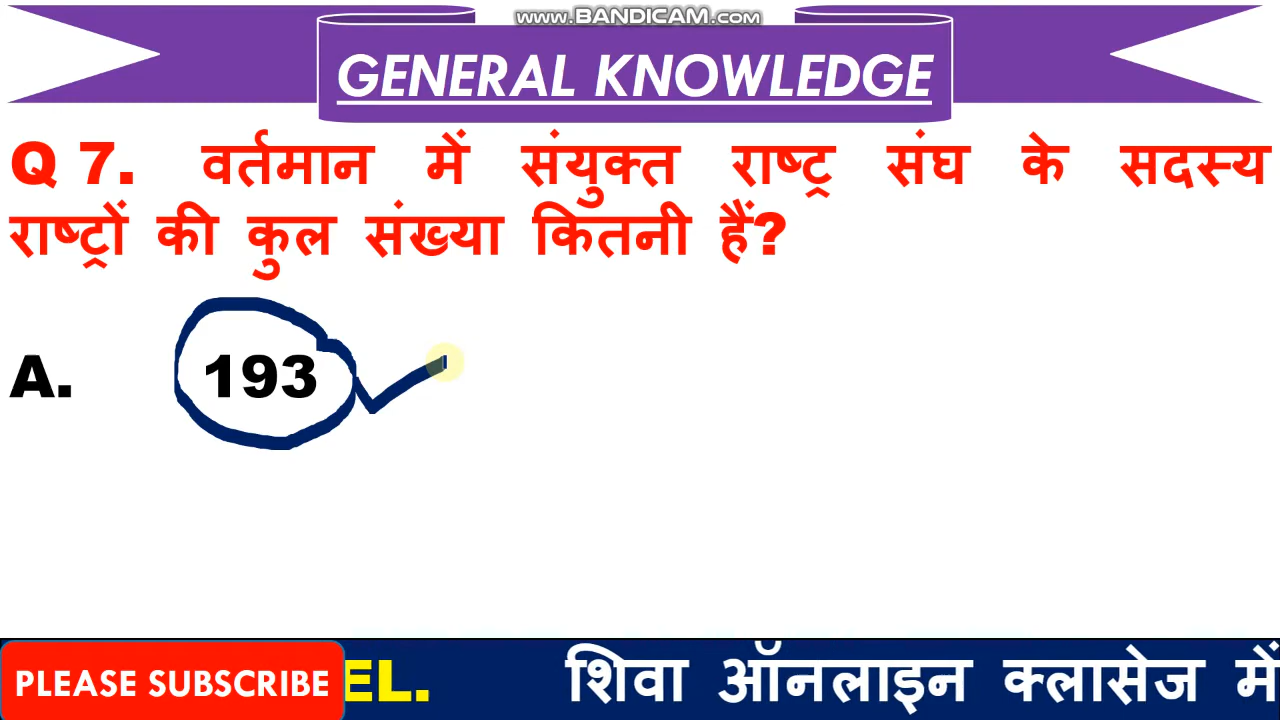 www.BANDICAM.com
GENERAL KNOWLEDGE
Q 7. वर्तमान में संयुक्त राष्ट्र संघ के सदस्य
राष्ट्रों की कुल संख्या कितनी हैं?
A. 193
PLEASE SUBSCRIBE EL. शिवा ऑनलाइन क्लासेज में